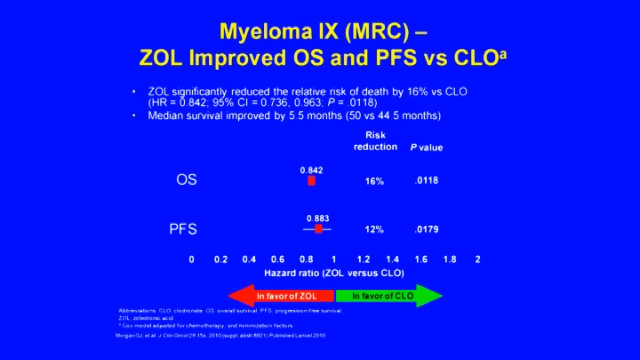 Myeloma IX (MRC) –
ZOL Improved OS and PFS vs CLOᵃ
• ZOL significantly reduced the relative risk of death by 16% vs CLO
(HR = 0.842; 95% CI = 0.736, 0.963; P = .0118)
• Median survival improved by 5.5 months (50 vs 44.5 months)
Risk
reduction P value
0.842
OS 16% .0118
0.883
PFS 12% .0179
0 0.2 0.4 0.6 0.8 1 1.2 1.4 1.6 1.8 2
Hazard ratio (ZOL versus CLO)
In favor of ZOL In favor of CLO
Abbreviations: CLO, clodronate; OS, overall survival; PFS, progression-free survival;
ZOL, zoledronic acid.
ᵃ Cox model adjusted for chemotherapy, and minimization factors.
Morgan GJ, et al. J Clin Oncol 28:15s, 2010 (suppl; abstr 8021) Published Lancet 2010